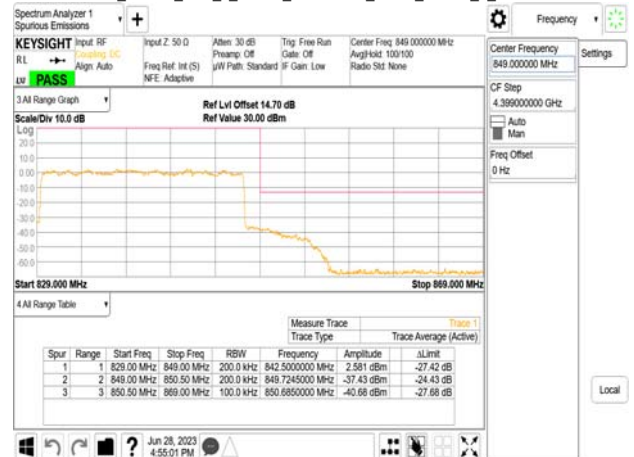 Spectrum Analyzer 1
Spurious Emissions
Frequency
KEYSIGHT Input: RF Input Z: 50 Ω Atten: 30 dB Trig: Free Run Center Freq: 849.000000 MHz
RL Coupling: DC Preamp: Off Gate: Off Avg|Hold: 100/100
Align: Auto Freq Ref: Int (S) µW Path: Standard IF Gain: Low Radio Std: None
NFE: Adaptive
LV PASS
Center Frequency
849.000000 MHz
Settings
CF Step
4.399000000 GHz
Auto
Man
Freq Offset
0 Hz
3 All Range Graph
Ref Lvl Offset 14.70 dB
Scale/Div 10.0 dB Ref Value 30.00 dBm
Log
20.0
10.0
0.00
-10.0
-20.0
-30.0
-40.0
-50.0
-60.0
Start 829.000 MHz Stop 869.000 MHz
4 All Range Table
Measure Trace Trace 1
Trace Type Trace Average (Active)
Spur Range Start Freq Stop Freq RBW Frequency Amplitude ΔLimit
1 1 829.00 MHz 849.00 MHz 200.0 kHz 842.5000000 MHz 2.581 dBm -27.42 dB
2 2 849.00 MHz 850.50 MHz 200.0 kHz 849.7245000 MHz -37.43 dBm -24.43 dB
3 3 850.50 MHz 869.00 MHz 100.0 kHz 850.6850000 MHz -40.68 dBm -27.68 dB
Local
Jun 28, 2023
4:55:01 PM